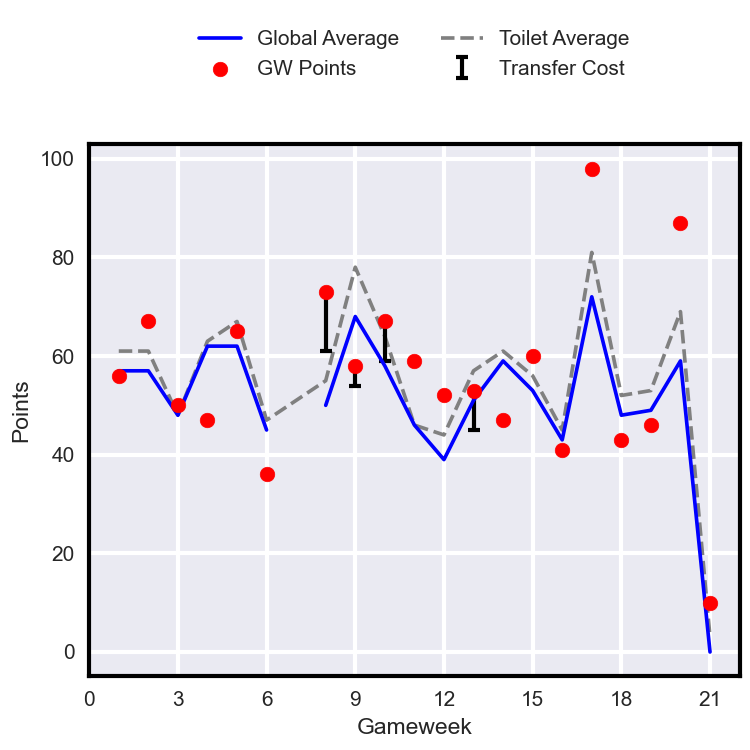 Global Average
Toilet Average
GW Points
Transfer Cost
100
80
60
40
20
0
Points
0 3 6 9 12 15 18 21
Gameweek